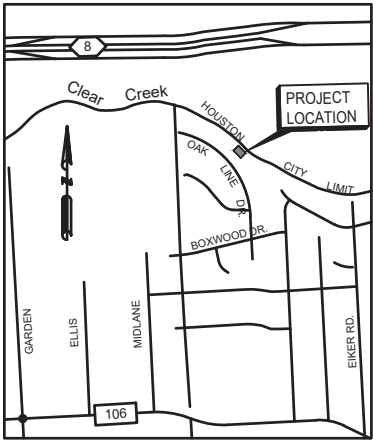 8
Clear Creek
HOUSTON CITY LIMIT
PROJECT
LOCATION
OAK LINE DR.
N
BOXWOOD DR.
GARDEN
ELLIS
MIDLANE
EIKER RD.
106